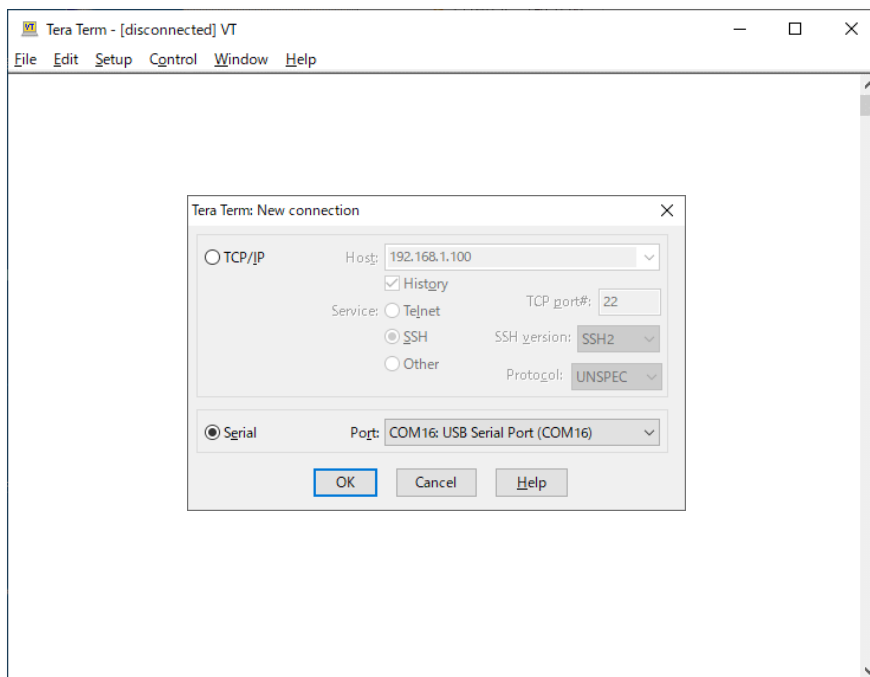 VT Tera Term - [disconnected] VT
File Edit Setup Control Window Help
Tera Term: New connection
TCP/IP Host: 192.168.1.100
History
Service: Telnet TCP port#: 22
SSH SSH version: SSH2
Other Protocol: UNSPEC
Serial Port: COM16: USB Serial Port (COM16)
OK Cancel Help